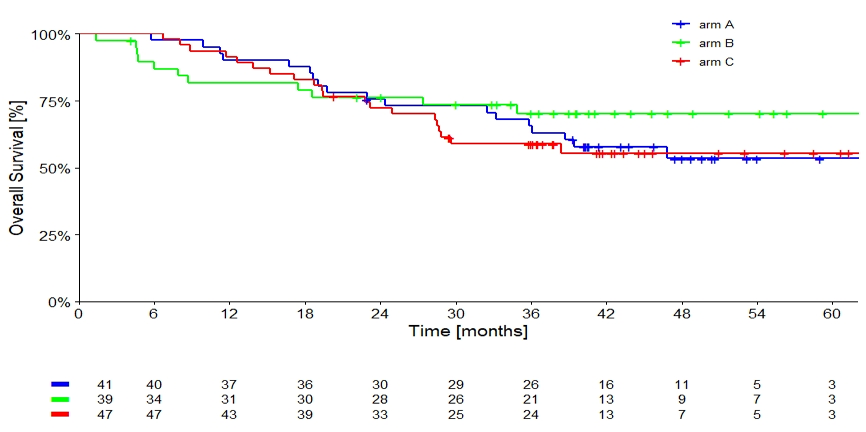 arm A
arm B
arm C
Overall Survival [%]
100%
75%
50%
25%
0%
0 6 12 18 24 30 36 42 48 54 60
Time [months]
41 40 37 36 30 29 26 16 11 5 3
39 34 31 30 28 26 21 13 9 7 3
47 47 43 39 33 25 24 13 7 5 3